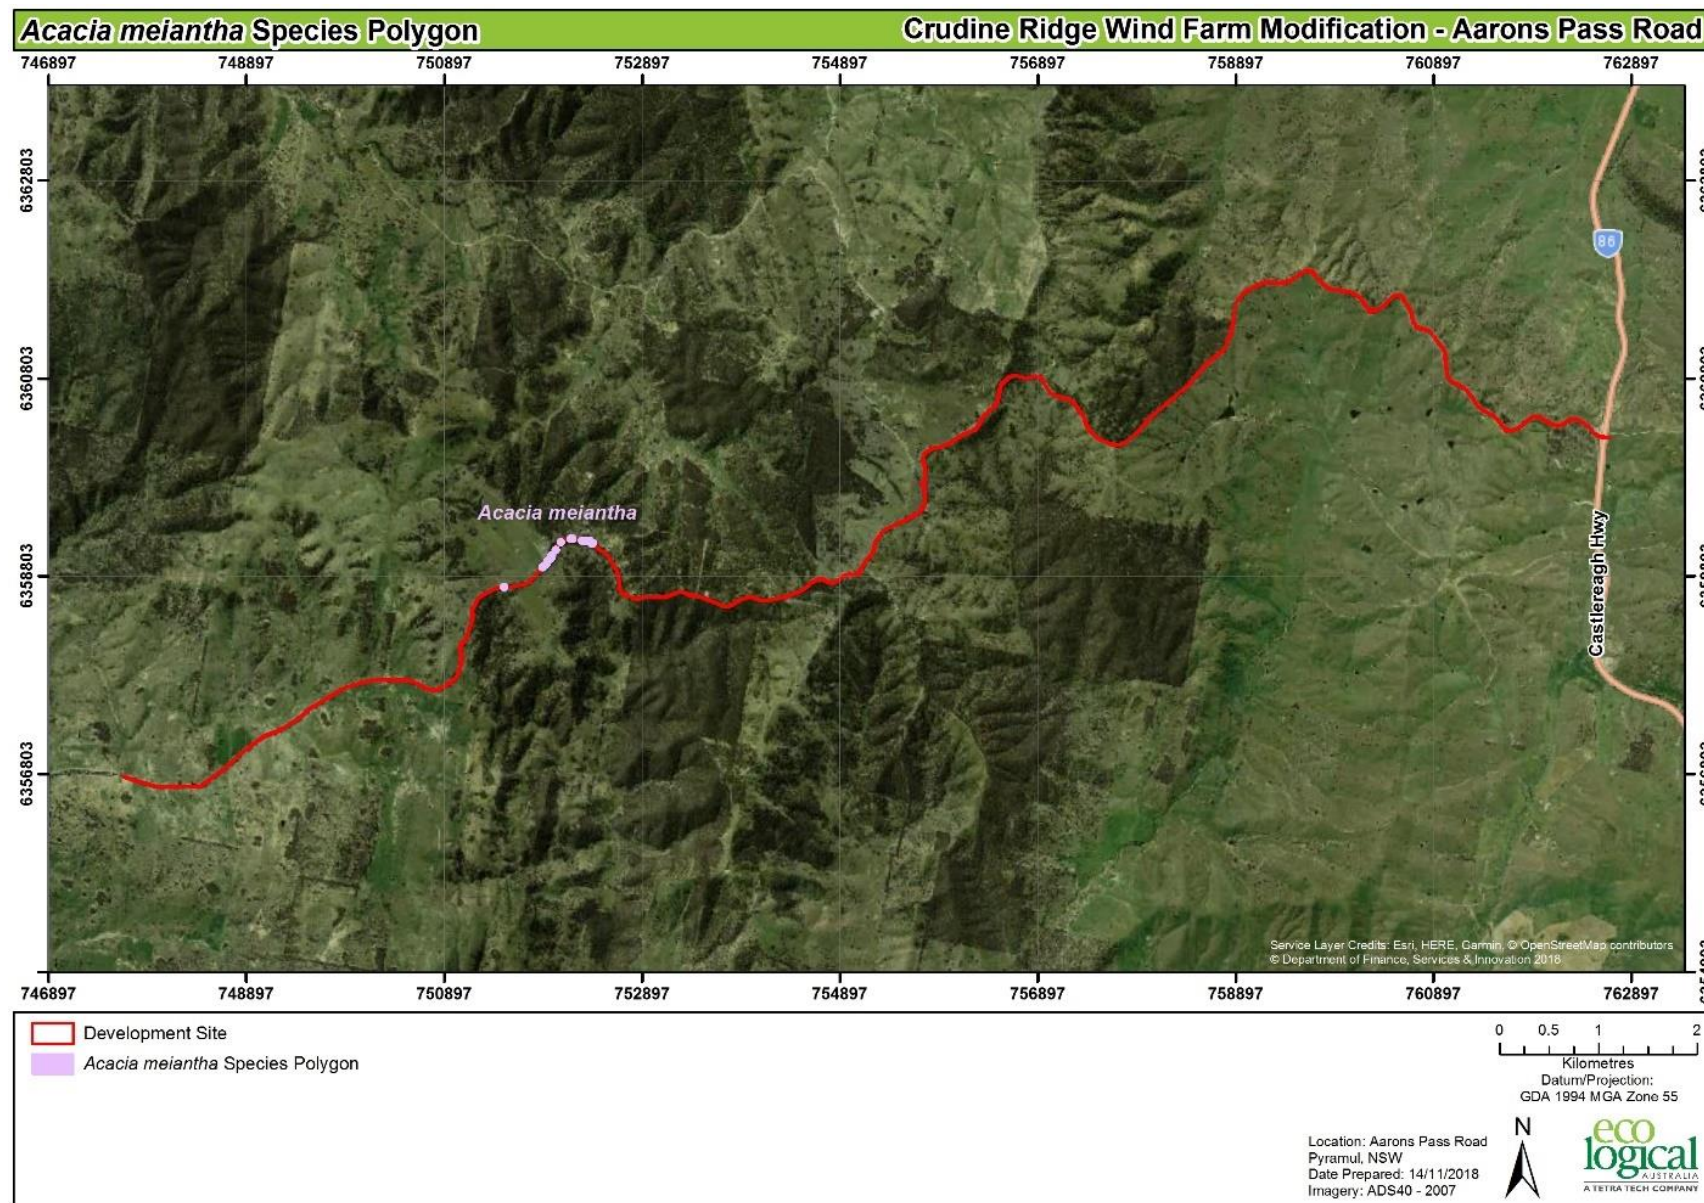 Acacia meiantha Species Polygon
Crudine Ridge Wind Farm Modification - Aarons Pass Road
746897 748897 750897 752897 754897 756897 758897 760897 762897
6362803
86
6360803
Acacia meiantha
6358803
Castlereagh Hwy
6356803
Service Layer Credits: Esri, HERE, Garmin, © OpenStreetMap contributors
© Department of Finance, Services & Innovation 2018
746897 748897 750897 752897 754897 756897 758897 760897 762897
Development Site
Acacia meiantha Species Polygon
0 0.5 1 2
Kilometres
Datum/Projection:
GDA 1994 MGA Zone 55
N
Location: Aarons Pass Road
Pyramul, NSW
Date Prepared: 14/11/2018
Imagery: ADS40 - 2007
eco
logical
AUSTRALIA
A TETRA TECH COMPANY